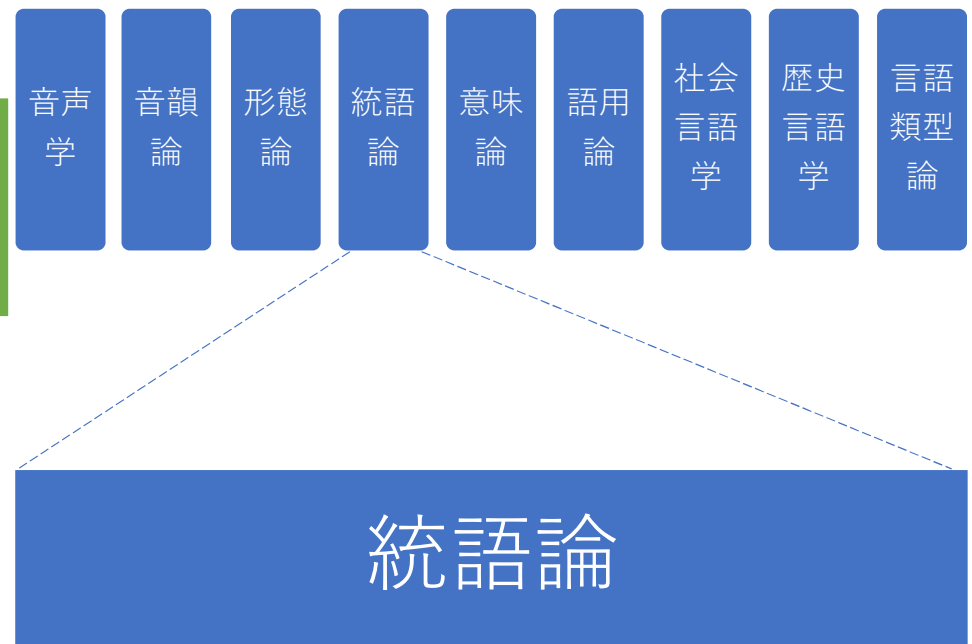 音声
学
音韻
論
形態
論
統語
論
意味
論
語用
論
社会
言語
学
歴史
言語
学
言語
類型
論
統語論